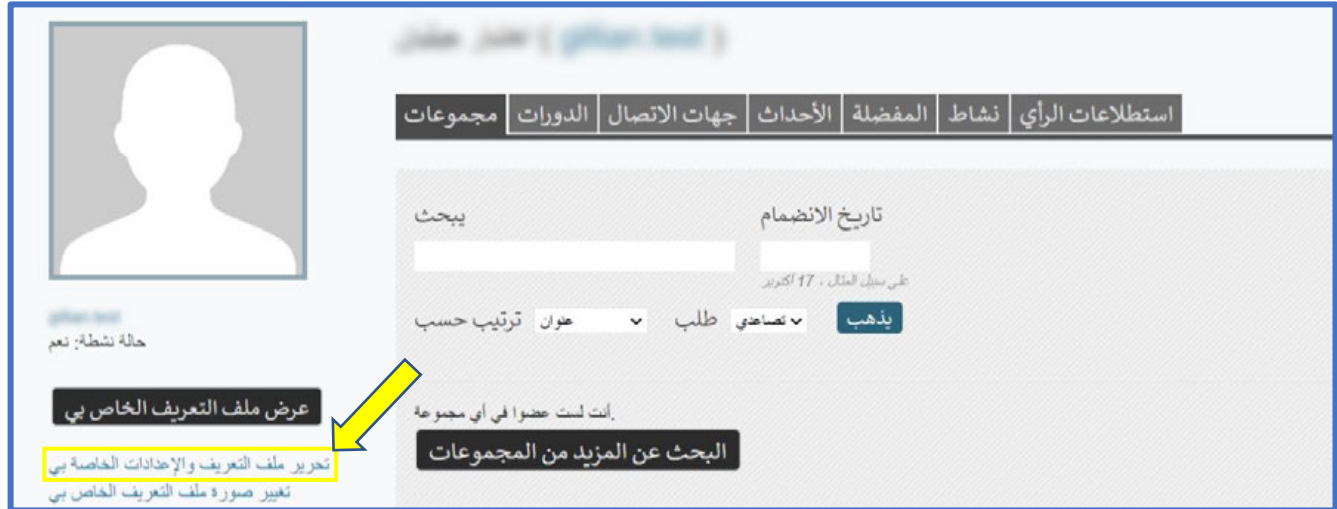 مجموعات
الدورات
جهات الاتصال
الأحداث
المفضلة
نشاط
استطلاعات الرأي
يبحث
تاريخ الانضمام
على سبيل المثال ، 17 أكتوبر
ترتيب حسب
عنوان
طلب
تصاعدي
يذهب
أنت لست عضوا في أي مجموعة.
البحث عن المزيد من المجموعات
حالة نشطة: نعم
عرض ملف التعريف الخاص بي
تحرير ملف التعريف والإعدادات الخاصة بي
تغيير صورة ملف التعريف الخاص بي